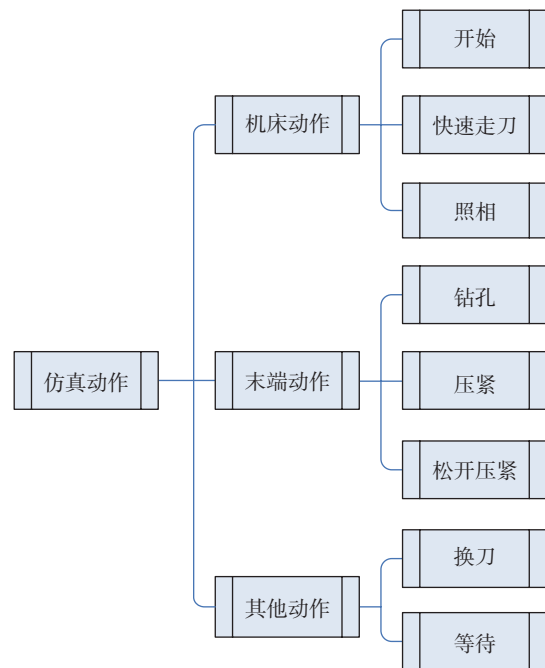 仿真动作
机床动作
开始
快速走刀
照相
末端动作
钻孔
压紧
松开压紧
其他动作
换刀
等待